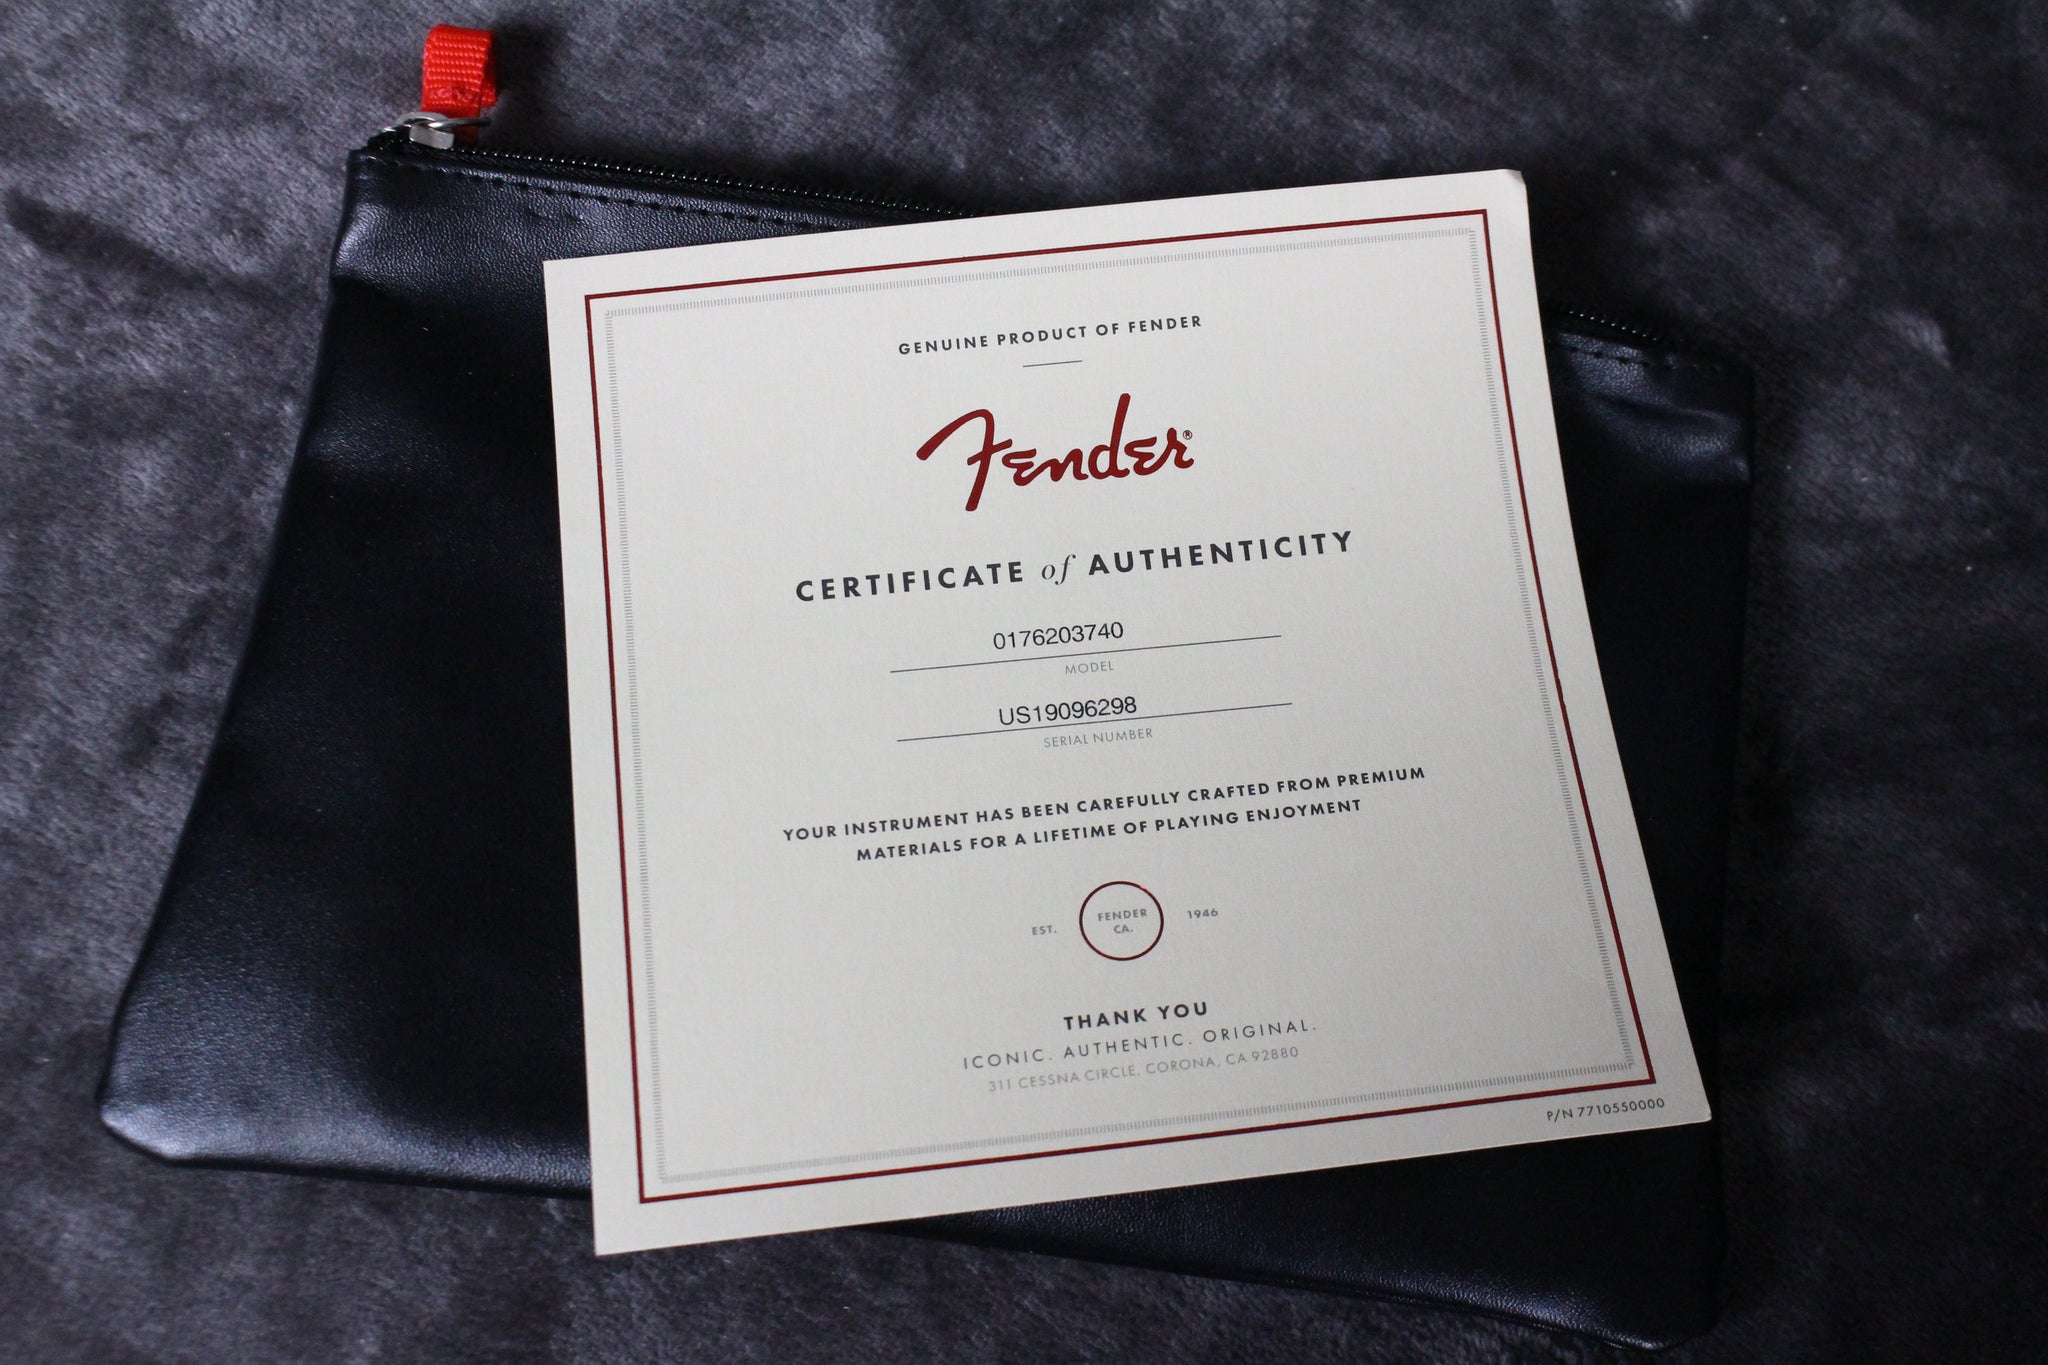 GENUINE PRODUCT OF FENDER
Fender®
CERTIFICATE of AUTHENTICITY
0176203740
MODEL
US19096298
SERIAL NUMBER
YOUR INSTRUMENT HAS BEEN CAREFULLY CRAFTED FROM PREMIUM
MATERIALS FOR A LIFETIME OF PLAYING ENJOYMENT
EST. FENDER CA. 1946
THANK YOU
ICONIC. AUTHENTIC. ORIGINAL.
311 CESSNA CIRCLE, CORONA, CA 92880
P/N 7710550000